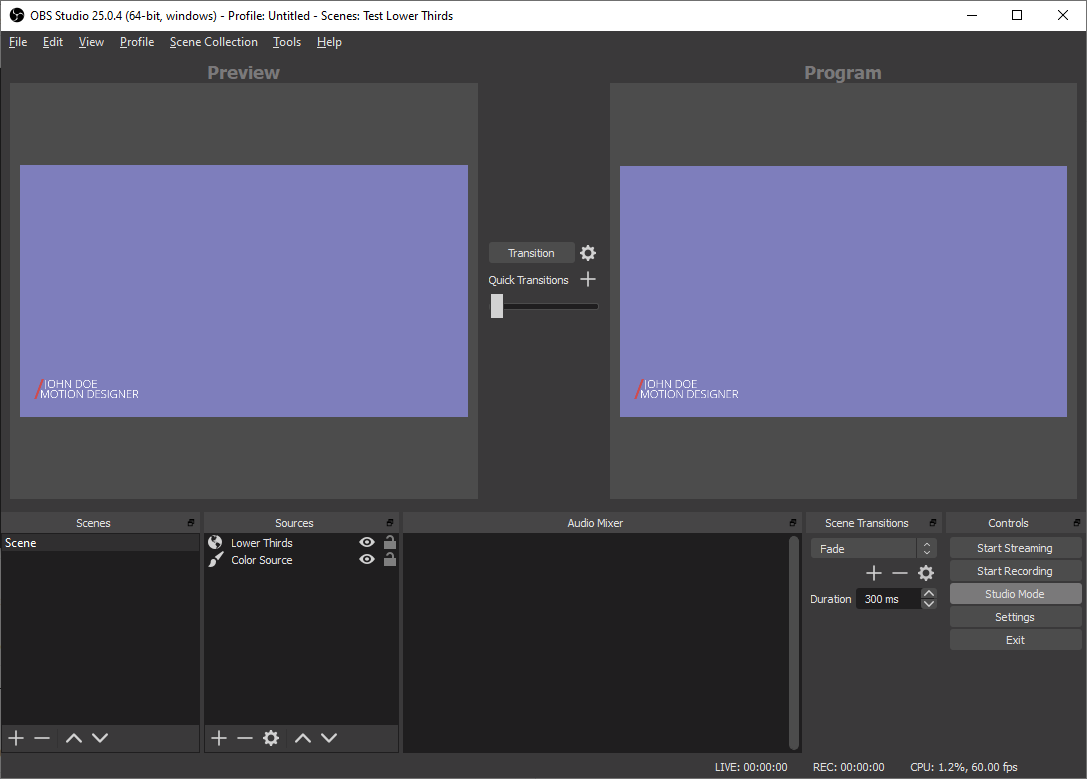 OBS Studio 25.0.4 (64-bit, windows) - Profile: Untitled - Scenes: Test Lower Thirds
File Edit View Profile Scene Collection Tools Help
Preview
Program
Transition
Quick Transitions
JOHN DOE
MOTION DESIGNER
JOHN DOE
MOTION DESIGNER
Scenes
Scene
Sources
Lower Thirds
Color Source
Audio Mixer
Scene Transitions
Fade
Duration 300 ms
Controls
Start Streaming
Start Recording
Studio Mode
Settings
Exit
LIVE: 00:00:00 REC: 00:00:00 CPU: 1.2%, 60.00 fps